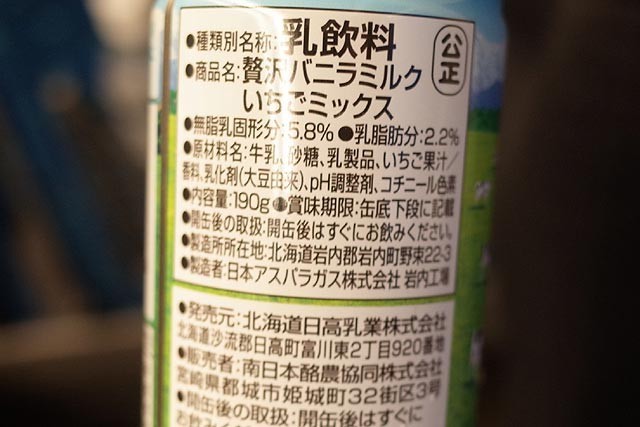 ●種類別名称:乳飲料
公正
●商品名:贅沢バニラミルク
いちごミックス
●無脂乳固形分:5.8% ●乳脂肪分:2.2%
●原材料名:牛乳、砂糖、乳製品、いちご果汁／
香料、乳化剤(大豆由来)、pH調整剤、コチニール色素
●内容量:190g ●賞味期限:缶底下段に記載
●開缶後の取扱:開缶後はすぐにお飲みください。
●製造所所在地:北海道岩内郡岩内町野束22-3
●製造者:日本アスパラガス株式会社 岩内工場
●発売元:北海道日高乳業株式会社
北海道沙流郡日高町富川東2丁目920番地
●販売者:南日本酪農協同株式会社
宮崎県都城市姫城町32街区3号
●開缶後の取扱:開缶後はすぐに